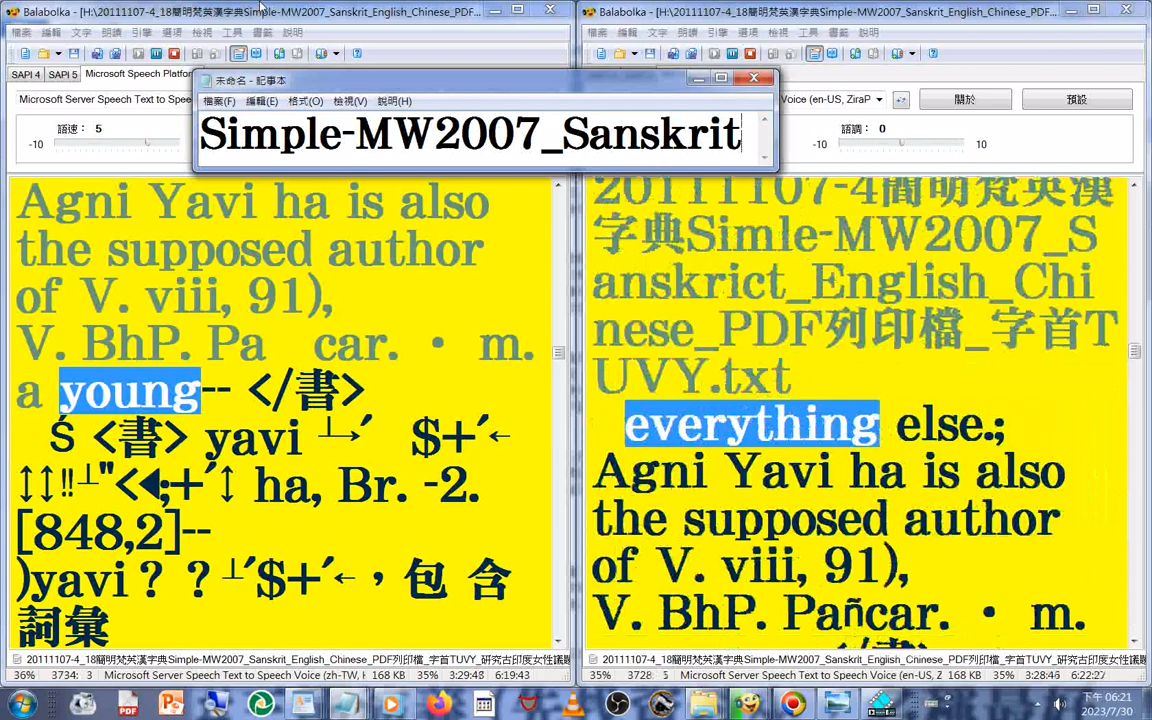 Balabolka - [H:\20111107-4_18簡明梵英漢字典Simple-MW2007_Sanskrit_English_Chinese_PDF...
檔案 編輯 文字 朗讀 引擎 選項 檢視 工具 書籤 說明
SAPI 4 SAPI 5 Microsoft Speech Platfo
Microsoft Server Speech Text to Spee
語速： 5
-10
Agni Yavi ha is also
the supposed author
of V. viii, 91),
V. BhP. Pa car. · m.
a young-- </書>
Ś <書> yavi ┴→′ $+′←
↕↕‼┴"<◀;+′↕ ha, Br. -2.
[848,2]--
)yavi？？┴′$+′←，包 含
詞彙
20111107-4_18簡明梵英漢字典Simple-MW2007_Sanskrit_English_Chinese_PDF列印檔_字首TUVY_研究古印度女性議題
36% 3734: 3 Microsoft Server Speech Text to Speech Voice (zh-TW, H 168 KB 35% 3:29:48 6:19:43
未命名 - 記事本
檔案(F) 編輯(E) 格式(O) 檢視(V) 說明(H)
Simple-MW2007_Sanskrit
Balabolka - [H:\20111107-4_18簡明梵英漢字典Simple-MW2007_Sanskrit_English_Chinese_PDF...
檔案 編輯 文字 朗讀 引擎 選項 檢視 工具 書籤 說明
Voice (en-US, ZiraP 關於 預設
語調： 0
-10 10
20111107-4簡明梵英漢
字典Simle-MW2007_S
anskrict_English_Chi
nese_PDF列印檔_字首T
UVY.txt
everything else.;
Agni Yavi ha is also
the supposed author
of V. viii, 91),
V. BhP. Pañcar. · m.
20111107-4_18簡明梵英漢字典Simple-MW2007_Sanskrit_English_Chinese_PDF列印檔_字首TUVY_研究古印度女性議題
35% 3728 5 Microsoft Server Speech Text to Speech Voice (en-US, Z 168 KB 35% 3:28:46 6:22:27
下午 06:21
2023/7/30